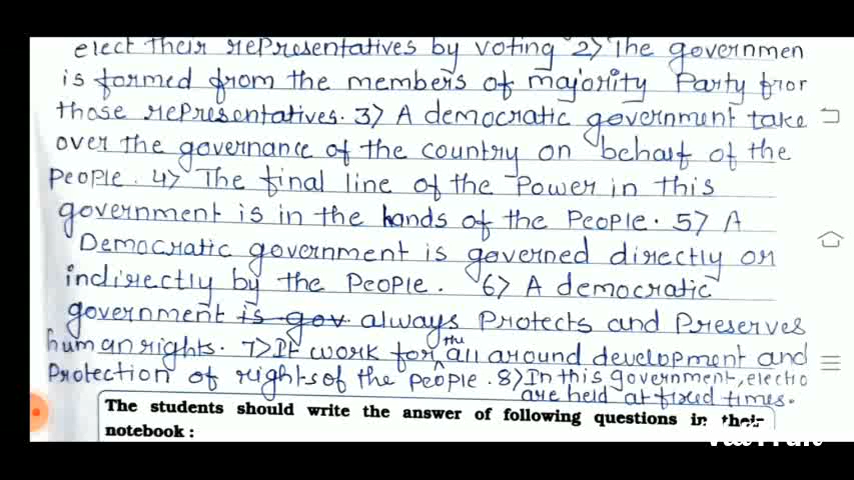 elect their representatives by voting 2) The governmen
is formed from the members of majority Party fror
those representatives. 3) A democratic government take
over the governance of the country on behalf of the
People. 4) The final line of the Power in this
government is in the hands of the People. 5) A
Democratic government is governed directly or
indirectly by the People. 6) A democratic
government is gov always Protects and Preserves
human rights. 7) It work for the all around development and
Protection of rights of the people. 8) In this government, electio
are held at fixed times.
The students should write the answer of following questions in their
notebook :